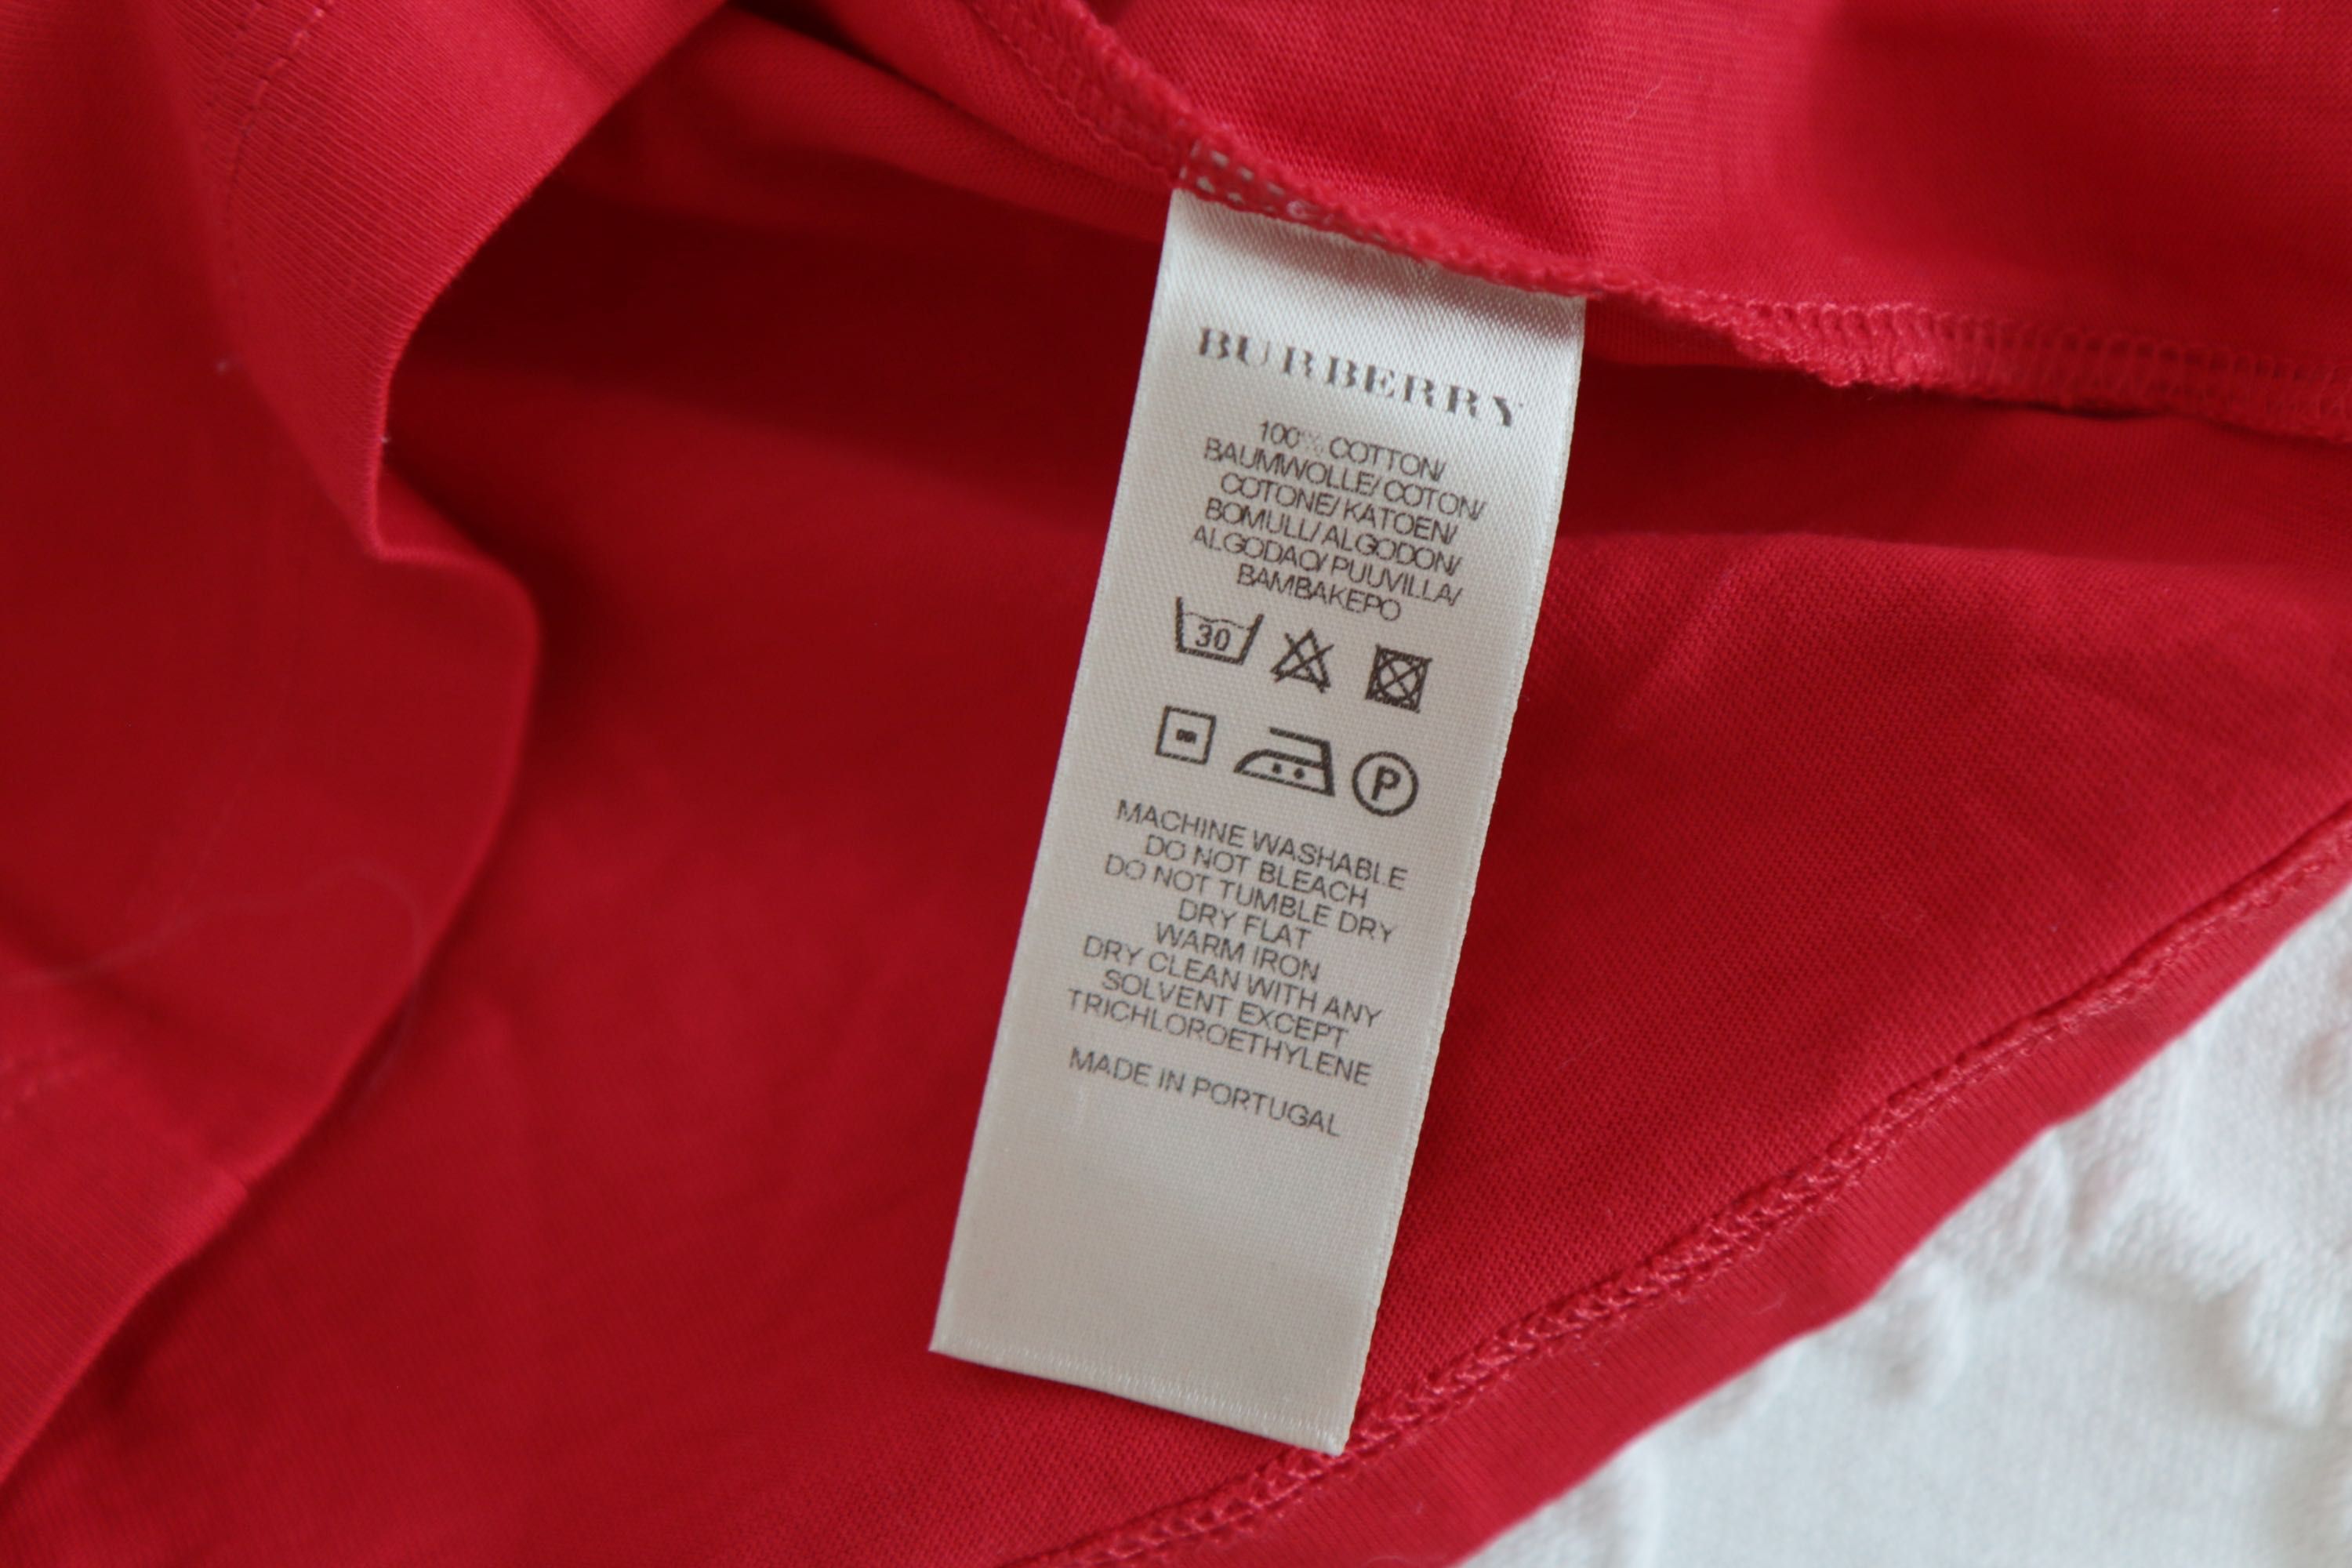 BURBERRY
100% COTTON/
BAUMWOLLE/ COTON/
COTONE/ KATOEN/
BOMULL/ ALGODON/
ALGODAO/ PUUVILLA/
BAMBAKEPO
30
P
MACHINE WASHABLE
DO NOT BLEACH
DO NOT TUMBLE DRY
DRY FLAT
WARM IRON
DRY CLEAN WITH ANY
SOLVENT EXCEPT
TRICHLOROETHYLENE
MADE IN PORTUGAL